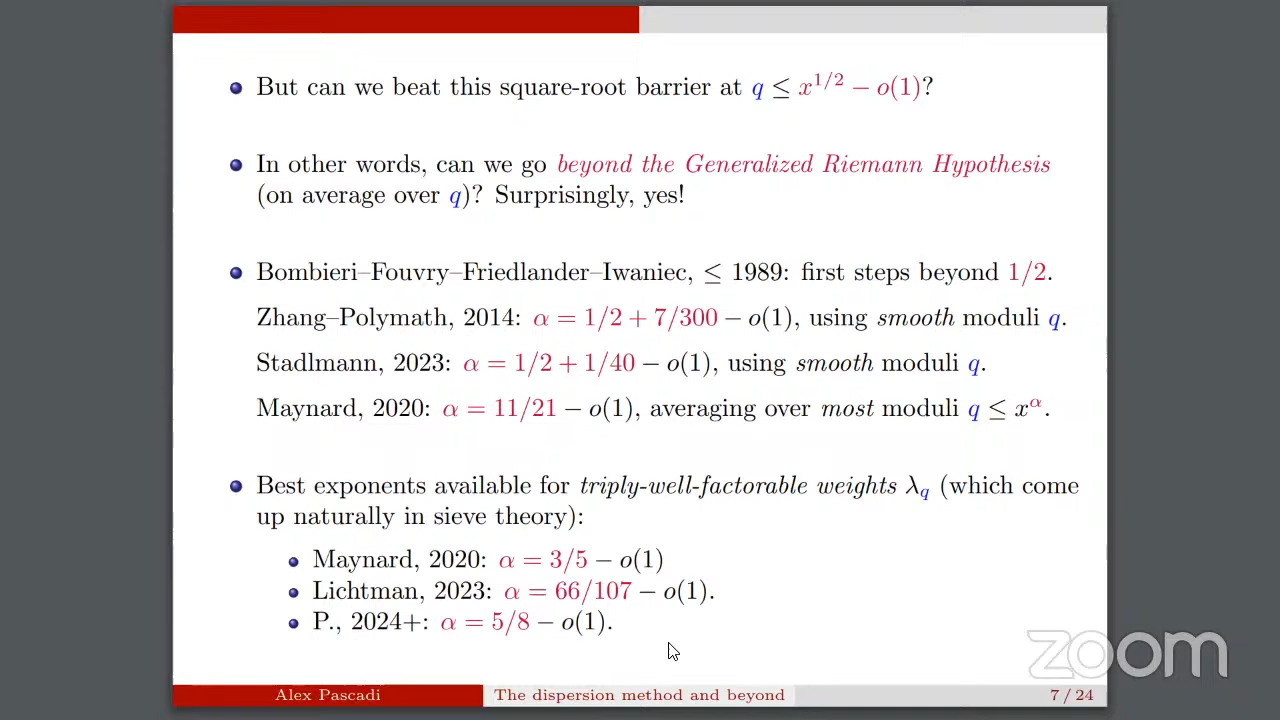 But can we beat this square-root barrier at q ≤ x^{1/2} − o(1)?
In other words, can we go beyond the Generalized Riemann Hypothesis
(on average over q)? Surprisingly, yes!
Bombieri–Fouvry–Friedlander–Iwaniec, ≤ 1989: first steps beyond 1/2.
Zhang–Polymath, 2014: α = 1/2 + 7/300 − o(1), using smooth moduli q.
Stadlmann, 2023: α = 1/2 + 1/40 − o(1), using smooth moduli q.
Maynard, 2020: α = 11/21 − o(1), averaging over most moduli q ≤ x^α.
Best exponents available for triply-well-factorable weights λ_q (which come
up naturally in sieve theory):
Maynard, 2020: α = 3/5 − o(1)
Lichtman, 2023: α = 66/107 − o(1).
P., 2024+: α = 5/8 − o(1).
zoom
Alex Pascadi The dispersion method and beyond 7 / 24